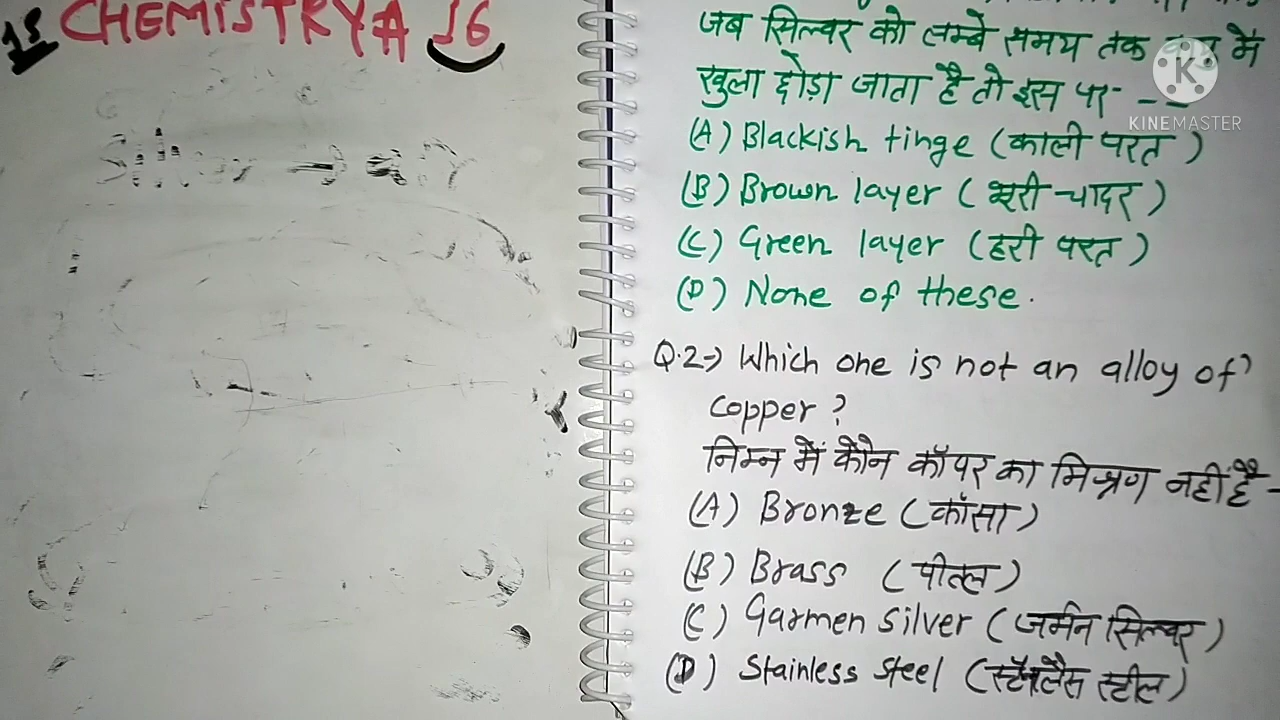 15 CHEMISTRY A 16
जब सिल्वर को लम्बे समय तक वायु में
खुला छोड़ा जाता है तो इस पर - --
(A) Blackish tinge (काली परत)
(B) Brown layer (भूरी चादर)
(C) Green layer (हरी परत)
(D) None of these.
Q.2→ Which one is not an alloy of
copper?
निम्न में कौन कॉपर का मिश्रण नहीं है -
(A) Bronze (काँसा)
(B) Brass (पीतल)
(C) Garmen silver (जर्मन सिल्वर)
(D) Stainless steel (स्टैनलैस स्टील)
KINEMASTER